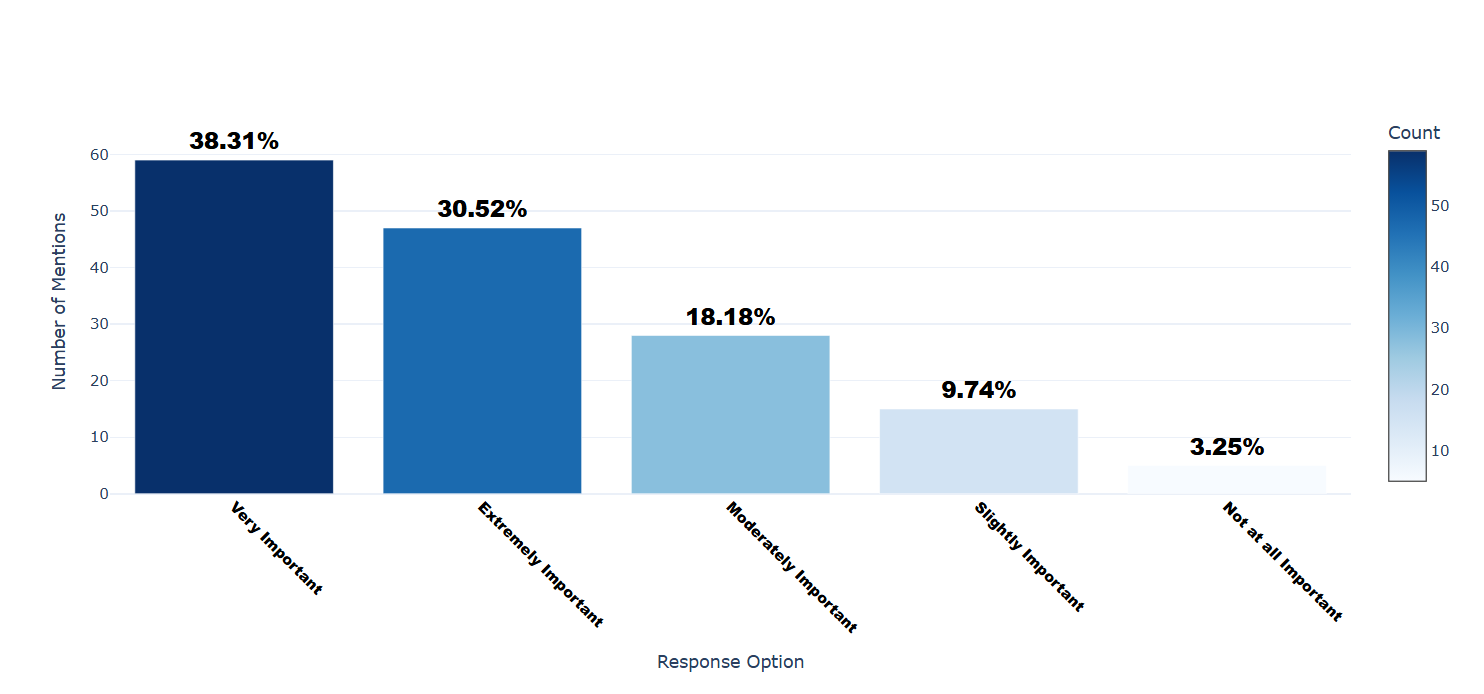 38.31%
30.52%
18.18%
9.74%
3.25%
Number of Mentions
60
50
40
30
20
10
0
Very Important
Extremely Important
Moderately Important
Slightly Important
Not at all Important
Response Option
Count
50
40
30
20
10